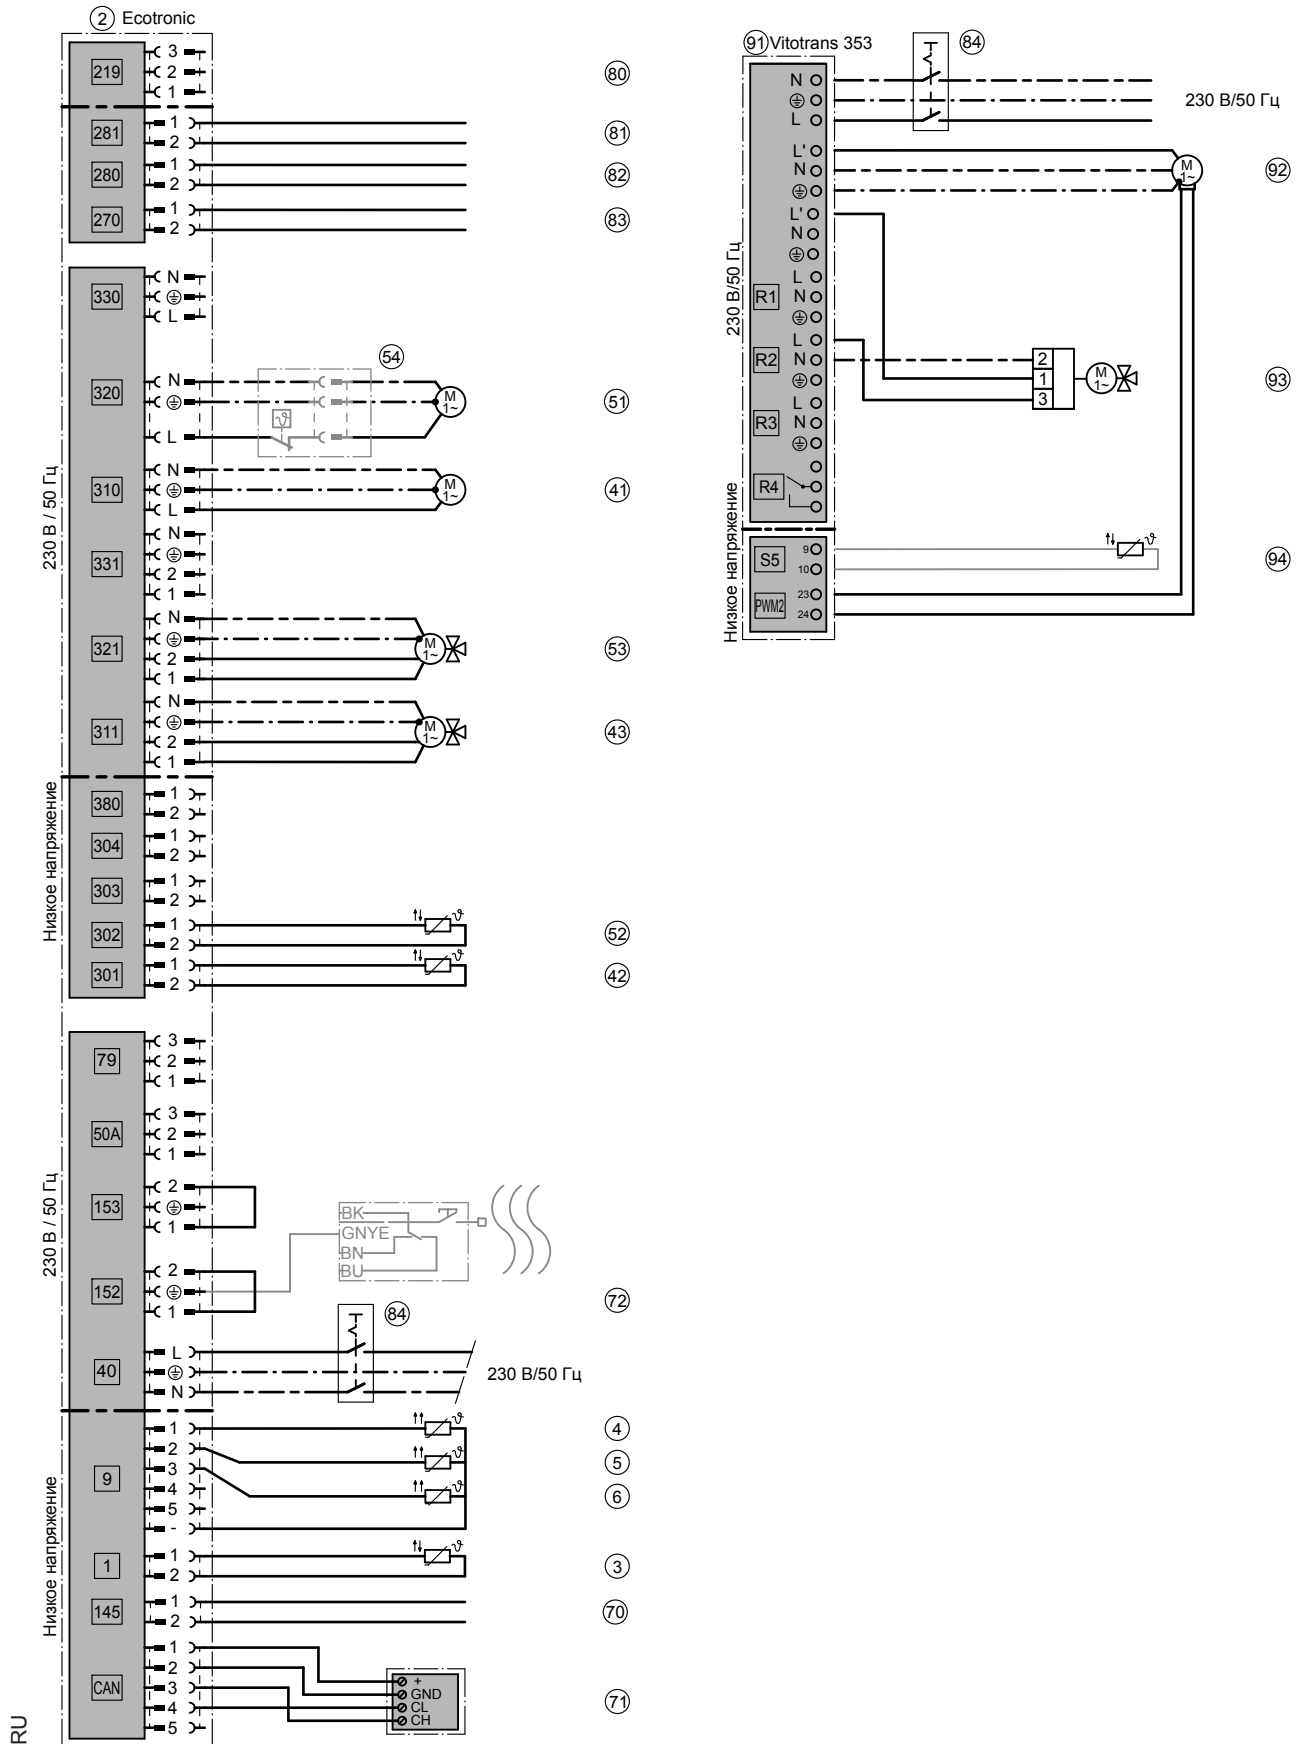 2 Ecotronic
219
3
2
1
80
281
1
2
81
280
1
2
82
270
1
2
83
230 В / 50 Гц
330
N
L
54
320
N
L
ϑ
M
1~
51
310
N
L
M
1~
41
331
N
2
1
321
N
2
1
M
1~
53
311
N
2
1
M
1~
43
Низкое напряжение
380
1
2
304
1
2
303
1
2
302
1
2
ϑ
52
301
1
2
ϑ
42
230 В / 50 Гц
79
3
2
1
50A
3
2
1
153
2
1
BK
GNYE
BN
BU
152
2
1
72
84
40
L
N
230 В/50 Гц
Низкое напряжение
9
1
2
3
4
5
-
ϑ
4
ϑ
5
ϑ
6
1
1
2
ϑ
3
145
1
2
70
CAN
1
2
3
4
5
+
GND
CL
CH
71
RU
91 Vitotrans 353
84
230 В/50 Гц
N
L
230 В/50 Гц
L'
N
M
1~
92
L'
N
R1
L
N
R2
L
N
2
1
3
M
1~
93
R3
L
N
R4
Низкое напряжение
S5
9
10
ϑ
94
PWM2
23
24